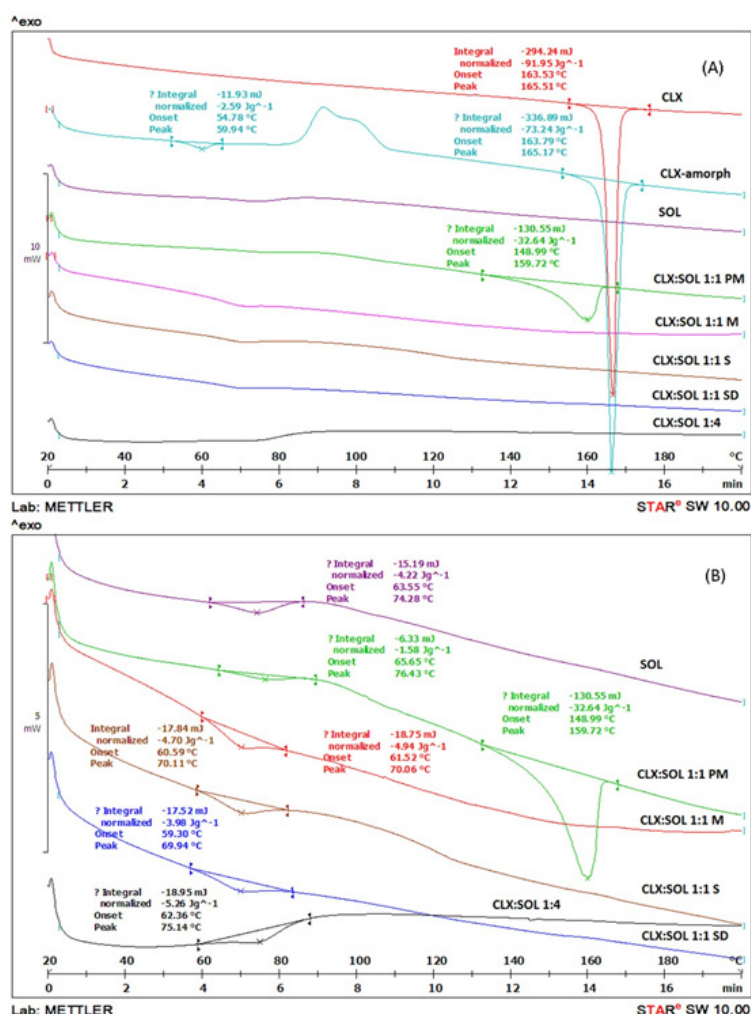 ^exo
(A)
Integral -294.24 mJ
normalized -91.95 Jg^-1
Onset 163.53 °C
Peak 165.51 °C
CLX
? Integral -11.93 mJ
normalized -2.59 Jg^-1
Onset 54.78 °C
Peak 59.94 °C
? Integral -336.89 mJ
normalized -73.24 Jg^-1
Onset 163.79 °C
Peak 165.17 °C
CLX-amorph
SOL
? Integral -130.55 mJ
normalized -32.64 Jg^-1
Onset 148.99 °C
Peak 159.72 °C
10
mW
CLX:SOL 1:1 PM
CLX:SOL 1:1 M
CLX:SOL 1:1 S
CLX:SOL 1:1 SD
CLX:SOL 1:4
20 40 60 80 100 120 140 160 180 °C
0 2 4 6 8 10 12 14 16 min
Lab: METTLER STARe SW 10.00
^exo
(B)
? Integral -15.19 mJ
normalized -4.22 Jg^-1
Onset 63.55 °C
Peak 74.28 °C
SOL
? Integral -6.33 mJ
normalized -1.58 Jg^-1
Onset 65.65 °C
Peak 76.43 °C
? Integral -130.55 mJ
normalized -32.64 Jg^-1
Onset 148.99 °C
Peak 159.72 °C
5
mW
Integral -17.84 mJ
normalized -4.70 Jg^-1
Onset 60.59 °C
Peak 70.11 °C
? Integral -18.75 mJ
normalized -4.94 Jg^-1
Onset 61.52 °C
Peak 70.06 °C
CLX:SOL 1:1 PM
? Integral -17.52 mJ
normalized -3.98 Jg^-1
Onset 59.30 °C
Peak 69.94 °C
CLX:SOL 1:1 M
? Integral -18.95 mJ
normalized -5.26 Jg^-1
Onset 62.36 °C
Peak 75.14 °C
CLX:SOL 1:1 S
CLX:SOL 1:4
CLX:SOL 1:1 SD
20 40 60 80 100 120 140 160 180 °C
0 2 4 6 8 10 12 14 16 min
Lab: METTLER STARe SW 10.00